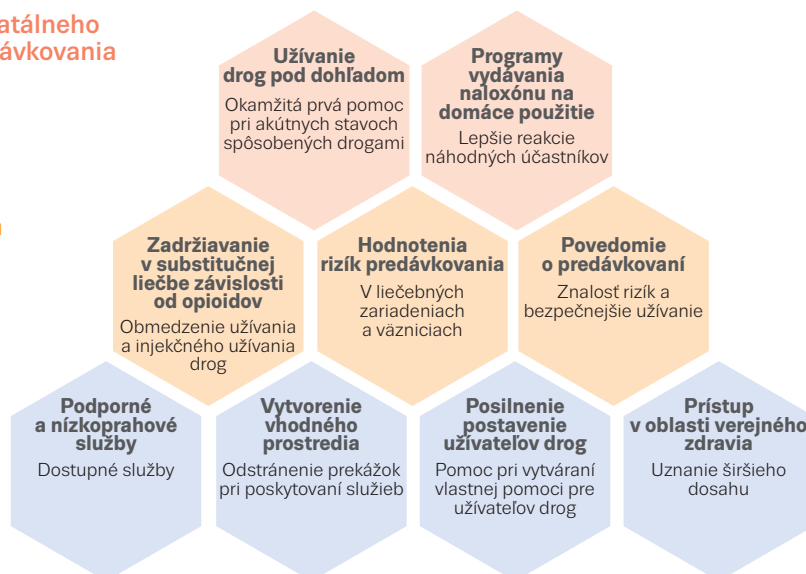 atálneho
ávkovania
Užívanie
drog pod dohľadom
Okamžitá prvá pomoc
pri akútnych stavoch
spôsobených drogami
Programy
vydávania
naloxónu na
domáce použitie
Lepšie reakcie
náhodných účastníkov
Zadržiavanie
v substitučnej
liečbe závislosti
od opioidov
Obmedzenie užívania
a injekčného užívania
drog
Hodnotenia
rizík predávkovania
V liečebných
zariadeniach
a väzniciach
Povedomie
o predávkovaní
Znalosť rizík a
bezpečnejšie užívanie
Podporné
a nízkoprahové
služby
Dostupné služby
Vytvorenie
vhodného
prostredia
Odstránenie prekážok
pri poskytovaní služieb
Posilnenie
postavenie
užívateľov drog
Pomoc pri vytváraní
vlastnej pomoci pre
užívateľov drog
Prístup
v oblasti verejného
zdravia
Uznanie širšieho
dosahu